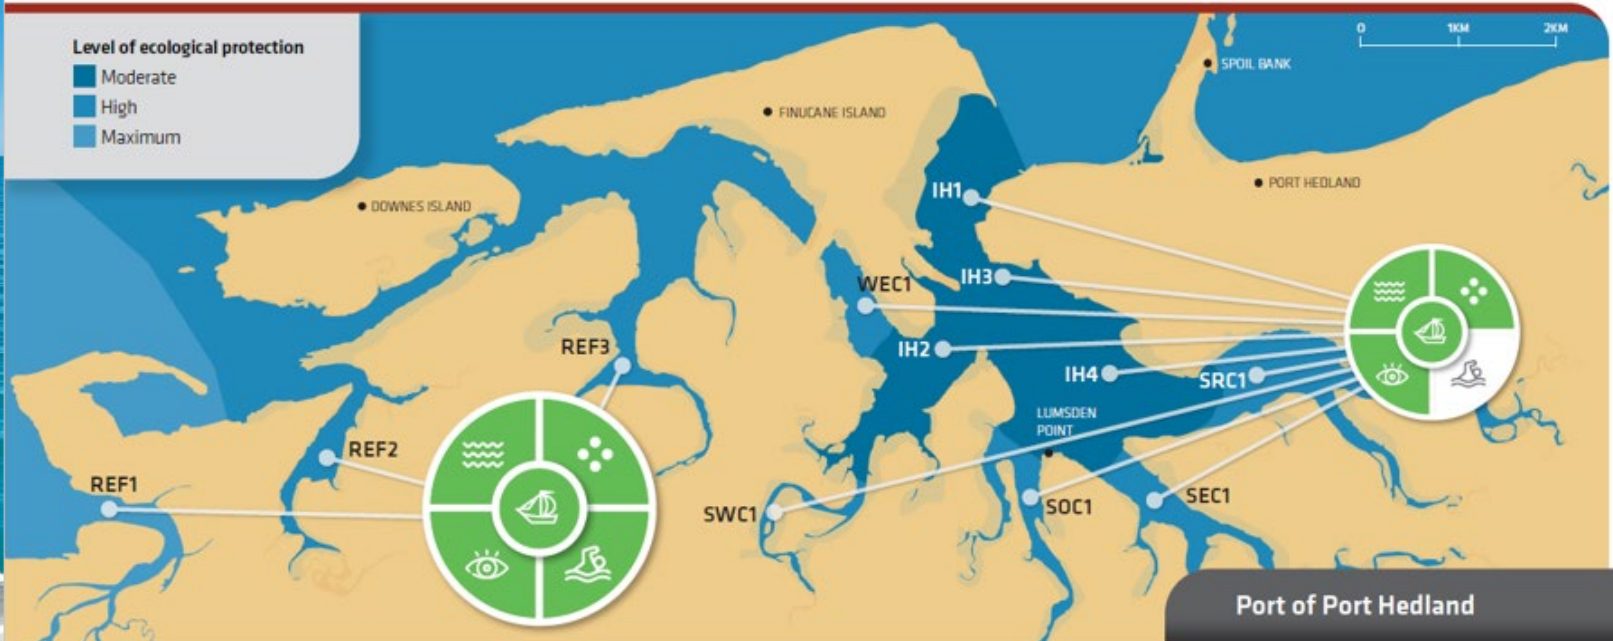 Level of ecological protection
Moderate
High
Maximum
0 1KM 2KM
SPOIL BANK
FINUCANE ISLAND
PORT HEDLAND
IH1
DOWNES ISLAND
IH3
WEC1
REF3
IH2
IH4
SRC1
LUMSDEN
POINT
REF2
REF1
SEC1
SWC1
SOC1
Port of Port Hedland